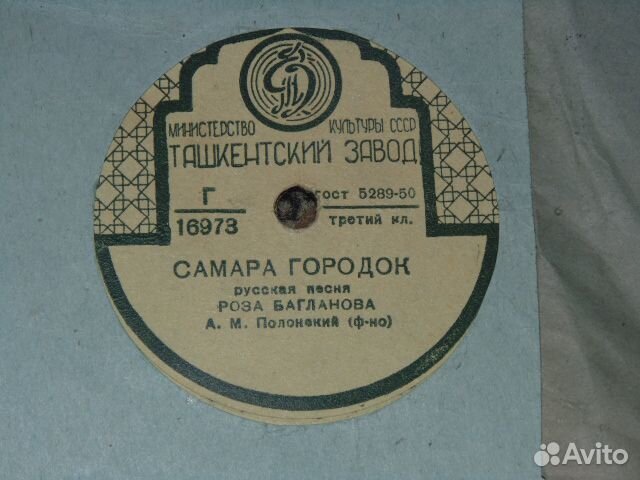 МИНИСТЕРСТВО КУЛЬТУРЫ СССР
ТАШКЕНТСКИЙ ЗАВОД
Г
16973
гост 5289-50
третий кл.
САМАРА ГОРОДОК
русская песня
РОЗА БАГЛАНОВА
А. М. Полонский (ф-но)
Avito